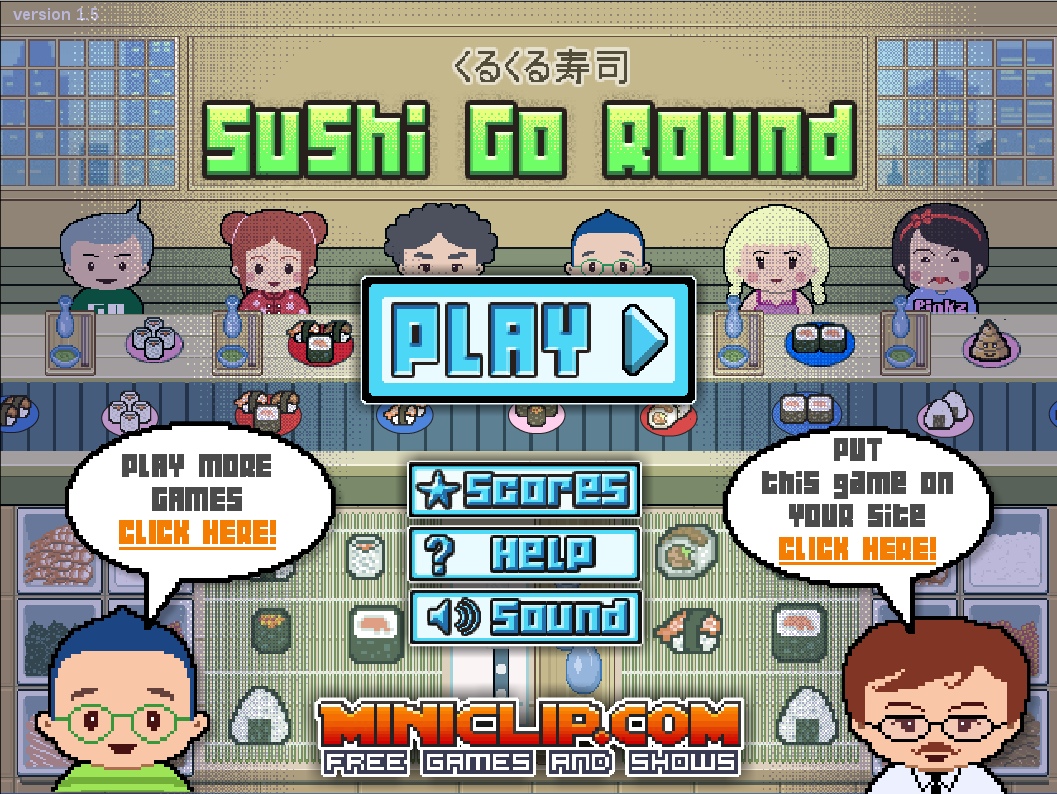 version 1.5
くるくる寿司
Sushi Go Round
PLAY
PLAY MORE
GAMES
CLICK HERE!
PUT
this game on
YOUR site
CLICK HERE!
Scores
? Help
Sound
MINICLIP.COM
FREE GAMES AND SHOWS